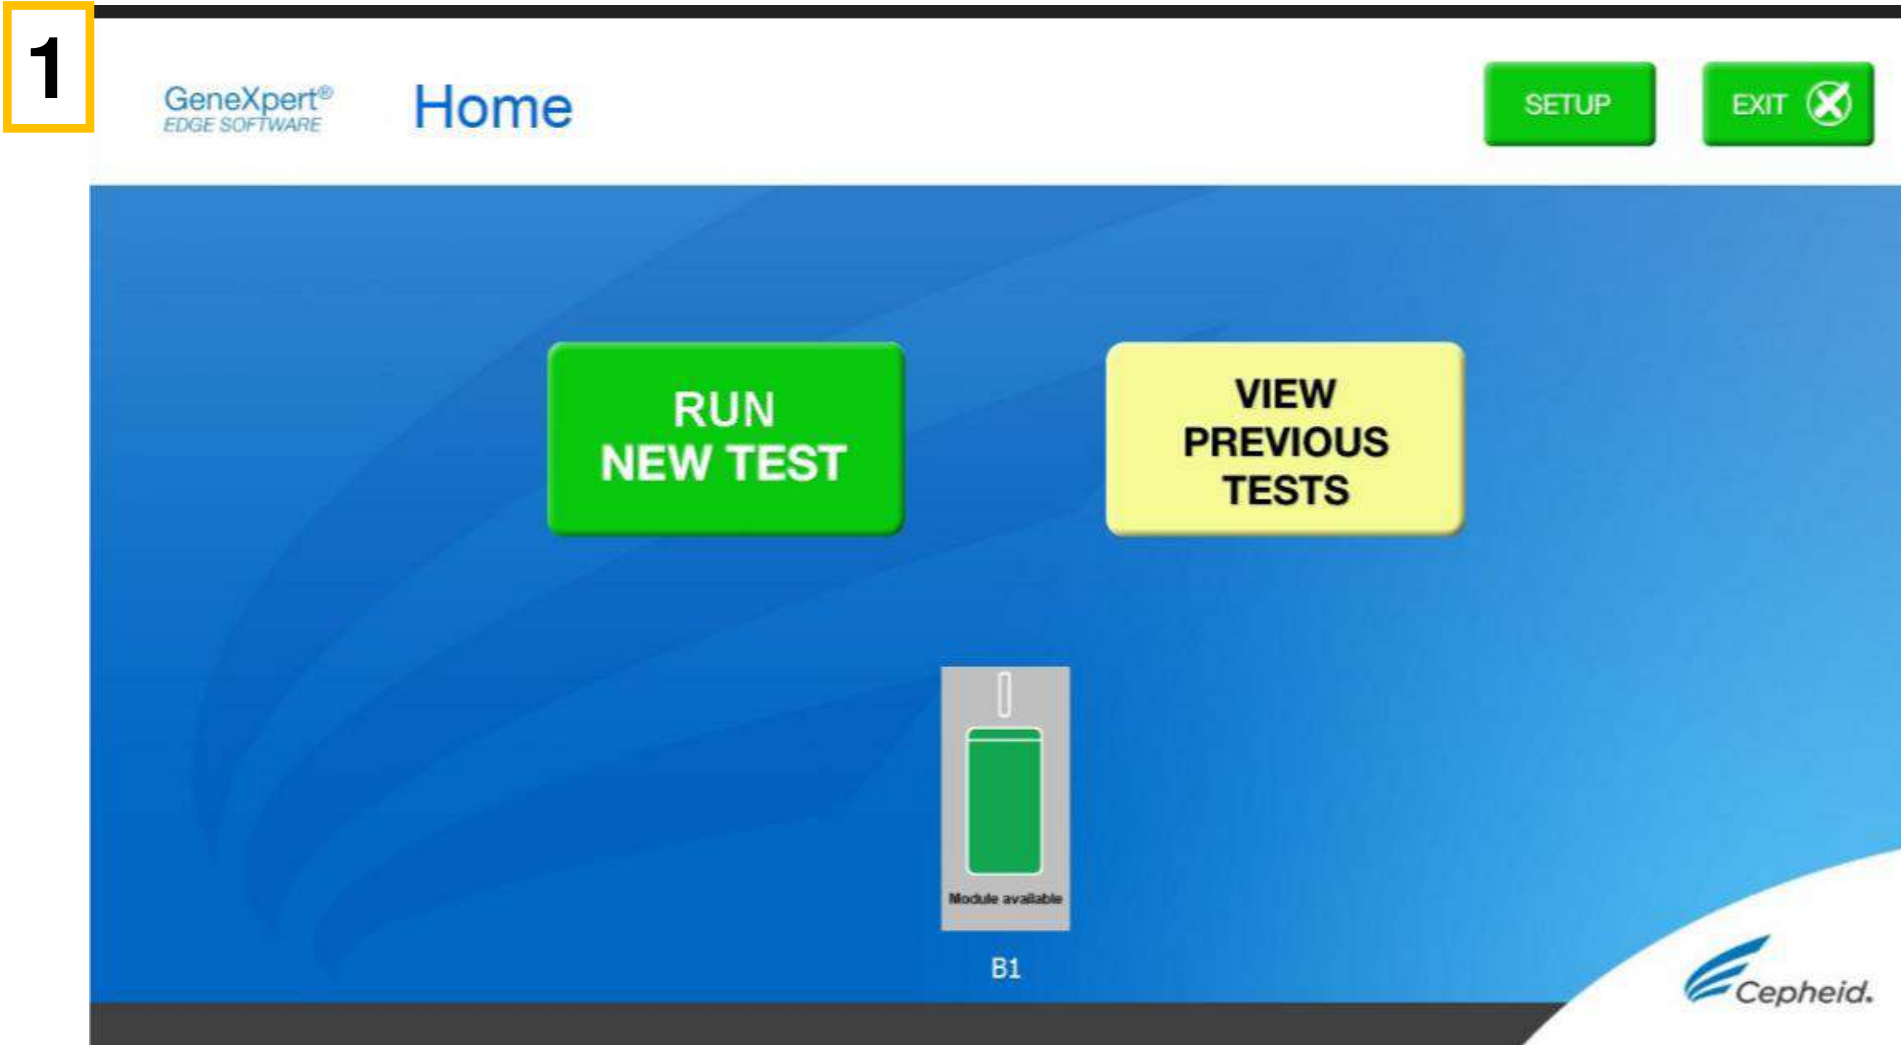 1
GeneXpert®
EDGE SOFTWARE
Home
SETUP
EXIT
RUN
NEW TEST
VIEW
PREVIOUS
TESTS
Module available
B1
Cepheid.